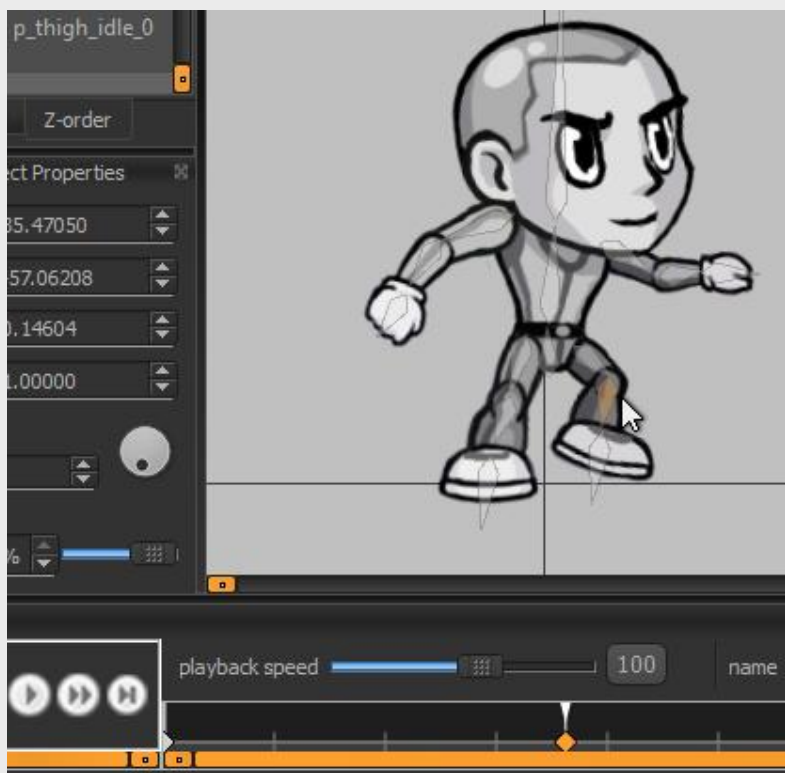 p_thigh_idle_0
Z-order
ect Properties
35.47050
57.06208
0.14604
1.00000
%
playback speed
100
name